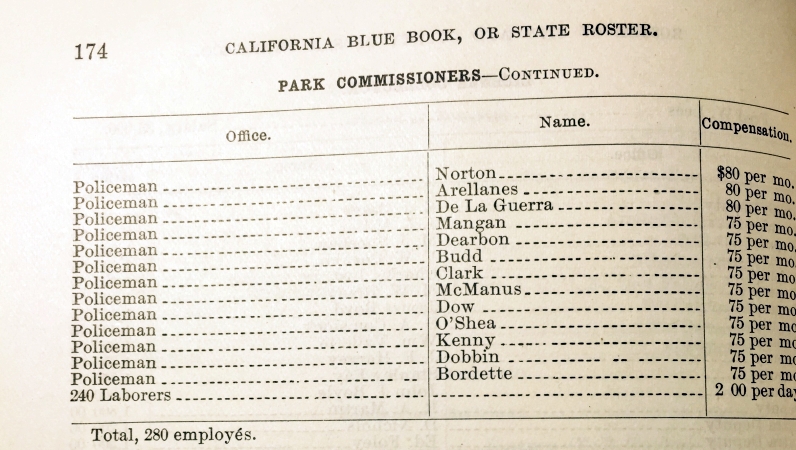 174 CALIFORNIA BLUE BOOK, OR STATE ROSTER.
PARK COMMISSIONERS—CONTINUED.
Office. Name. Compensation.
Policeman Norton $80 per mo.
Policeman Arellanes 80 per mo.
Policeman De La Guerra 80 per mo.
Policeman Mangan 75 per mo.
Policeman Dearbon 75 per mo.
Policeman Budd 75 per mo.
Policeman Clark 75 per mo.
Policeman McManus 75 per mo
Policeman Dow 75 per mo
Policeman O'Shea 75 per mo
Policeman Kenny 75 per mo
Policeman Dobbin 75 per mo
Policeman Bordette 75 per mo
240 Laborers 2 00 per day
Total, 280 employés.